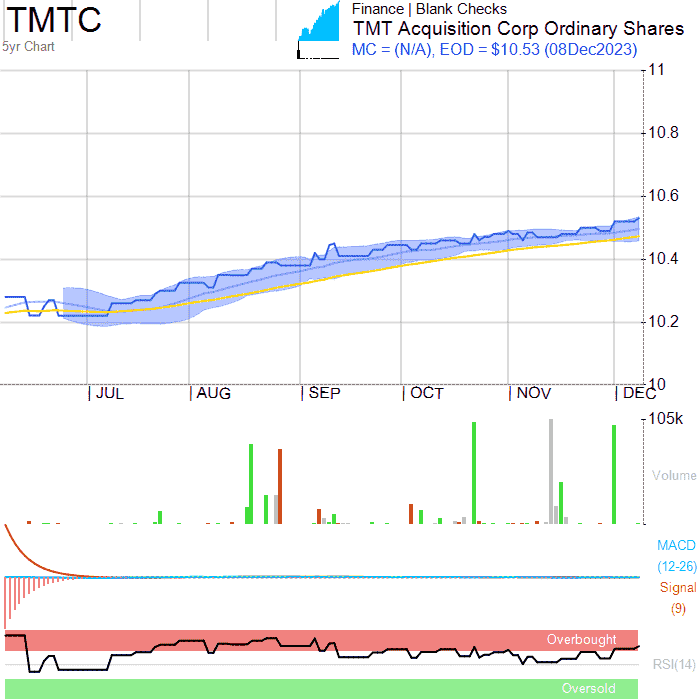 TMTC
5yr Chart
Finance | Blank Checks
TMT Acquisition Corp Ordinary Shares
MC = (N/A), EOD = $10.53 (08Dec2023)
11
10.8
10.6
10.4
10.2
10
JUL AUG SEP OCT NOV DEC
105k
Volume
MACD
(12-26)
Signal
(9)
Overbought
RSI(14)
Oversold